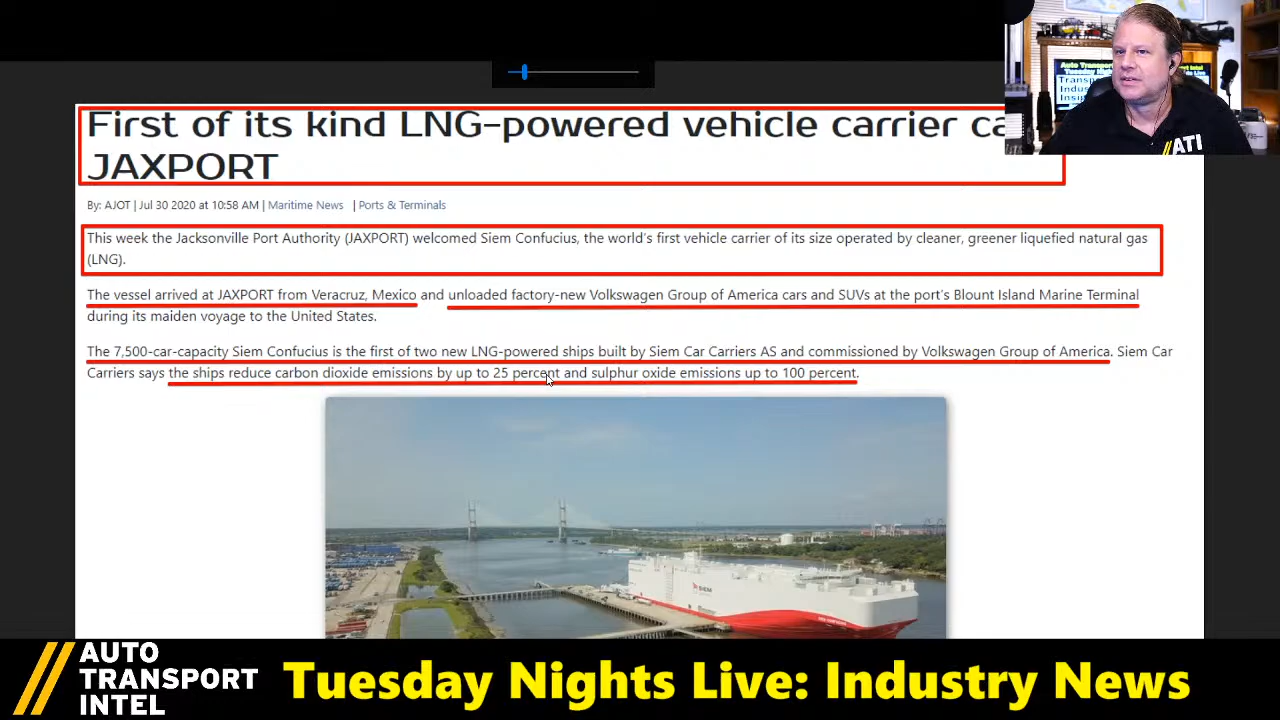 First of its kind LNG-powered vehicle carrier
JAXPORT
By: AJOT | Jul 30 2020 at 10:58 AM | Maritime News | Ports & Terminals
This week the Jacksonville Port Authority (JAXPORT) welcomed Siem Confucius, the world's first vehicle carrier of its size operated by cleaner, greener liquefied natural gas
(LNG).
The vessel arrived at JAXPORT from Veracruz, Mexico and unloaded factory-new Volkswagen Group of America cars and SUVs at the port's Blount Island Marine Terminal
during its maiden voyage to the United States.
The 7,500-car-capacity Siem Confucius is the first of two new LNG-powered ships built by Siem Car Carriers AS and commissioned by Volkswagen Group of America. Siem Car
Carriers says the ships reduce carbon dioxide emissions by up to 25 percent and sulphur oxide emissions up to 100 percent.
ATI
SIEM
AUTO
TRANSPORT
INTEL
Tuesday Nights Live: Industry News